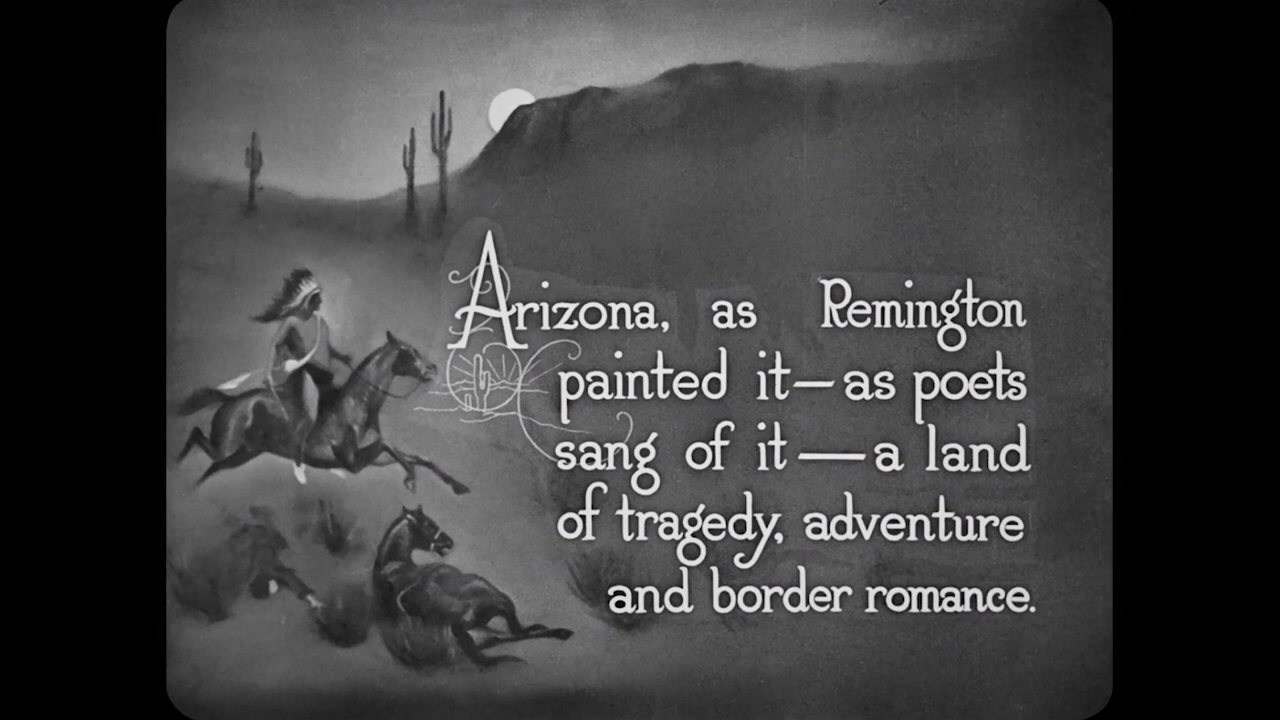 Arizona, as Remington
painted it—as poets
sang of it—a land
of tragedy, adventure
and border romance.